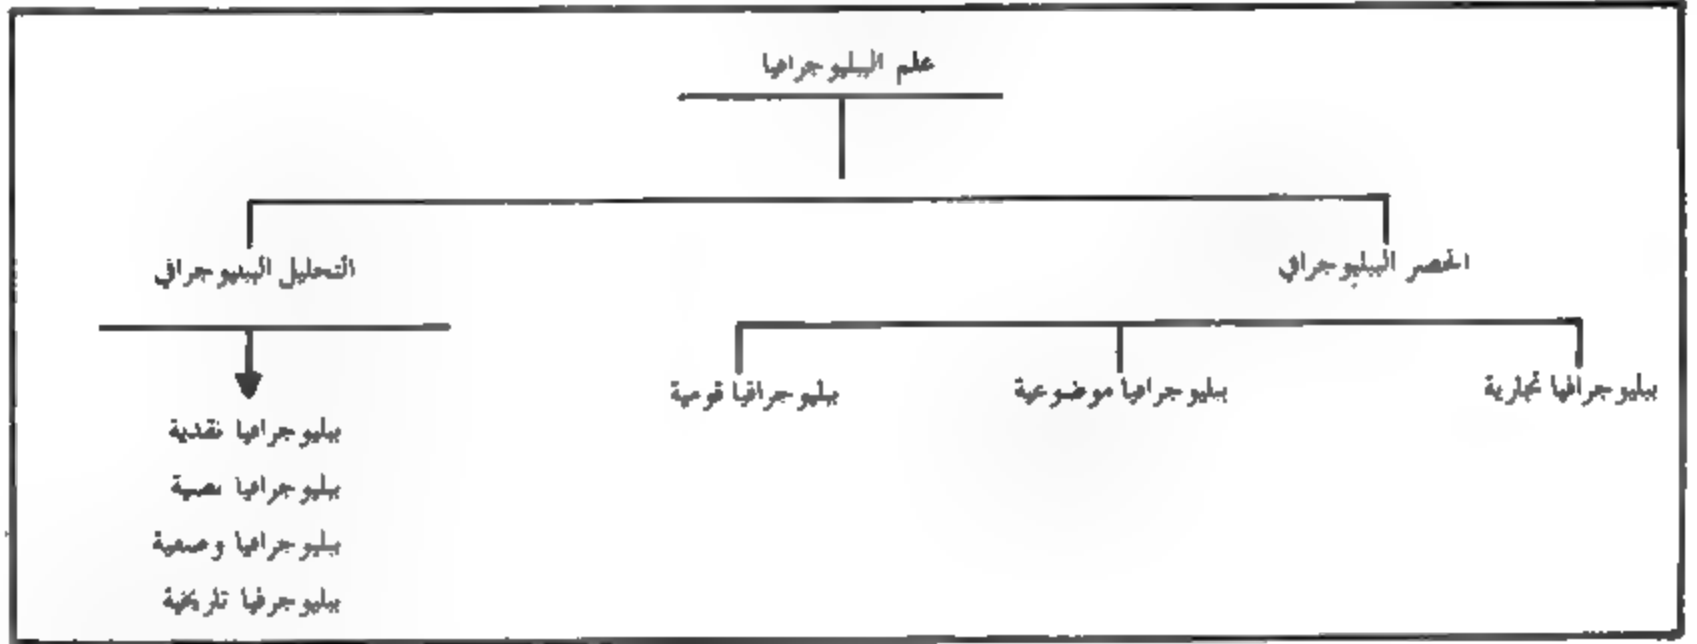 علم الببليوجرافيا
الحصر الببليوجرافي
التحليل الببليوجرافي
ببليوجرافيا تجارية
ببليوجرافيا موضوعية
ببليوجرافيا قومية
ببليوجرافيا نقدية
ببليوجرافيا نصية
ببليوجرافيا وصفية
ببليوجرفيا تاريخية